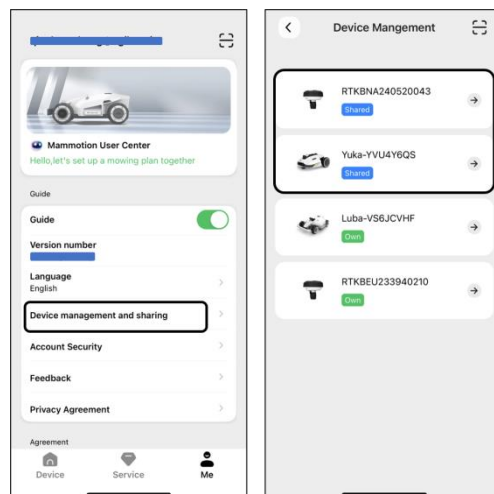 Mammotion User Center
Hello,let's set up a mowing plan together
Guide
Guide
Version number
Language
English
Device management and sharing
Account Security
Feedback
Privacy Agreement
Agreement
Device
Service
Me
Device Mangement
RTKBNA240520043
Shared
Yuka-YVU4Y6QS
Shared
Luba-VS6JCVHF
Own
RTKBEU233940210
Own